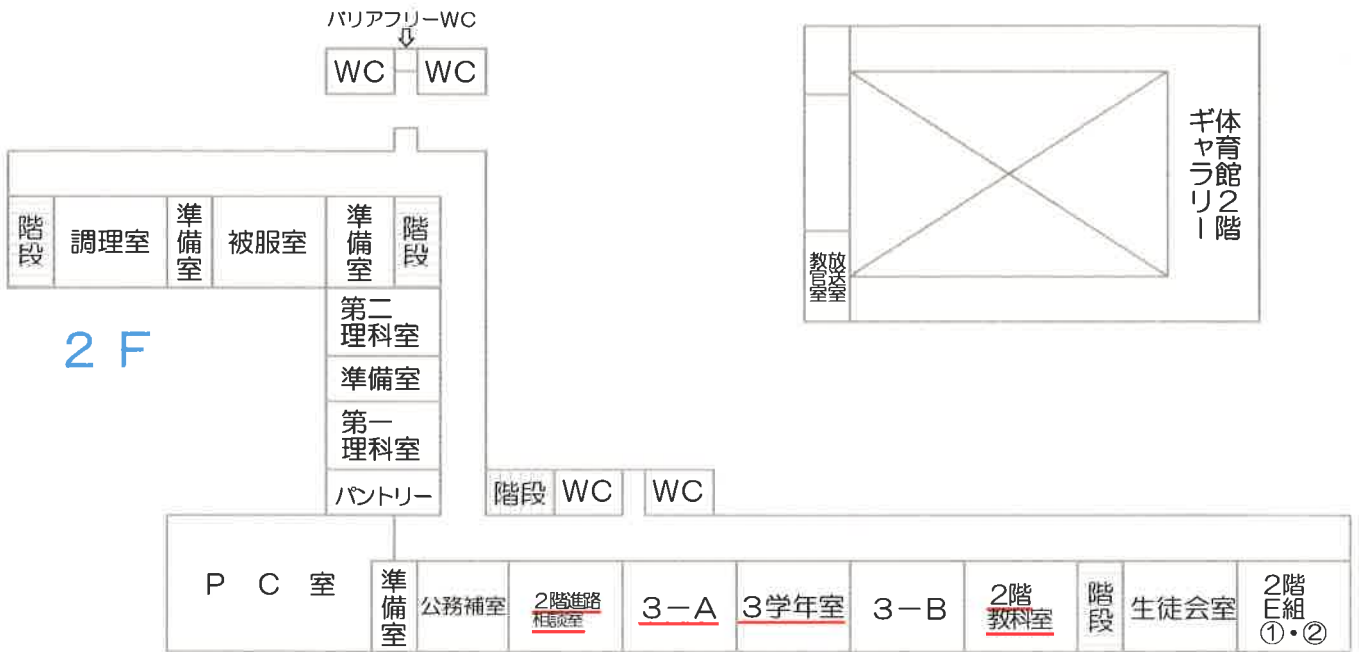 バリアフリーWC
WC
WC
体育館2階
ギャラリー
階段
調理室
準備室
被服室
準備室
階段
放送室
教官室
2F
第二
理科室
準備室
第一
理科室
パントリー
階段
WC
WC
PC室
準備室
公務補室
2階進路
相談室
3-A
3学年室
3-B
2階
教科室
階段
生徒会室
2階
E組
①・②